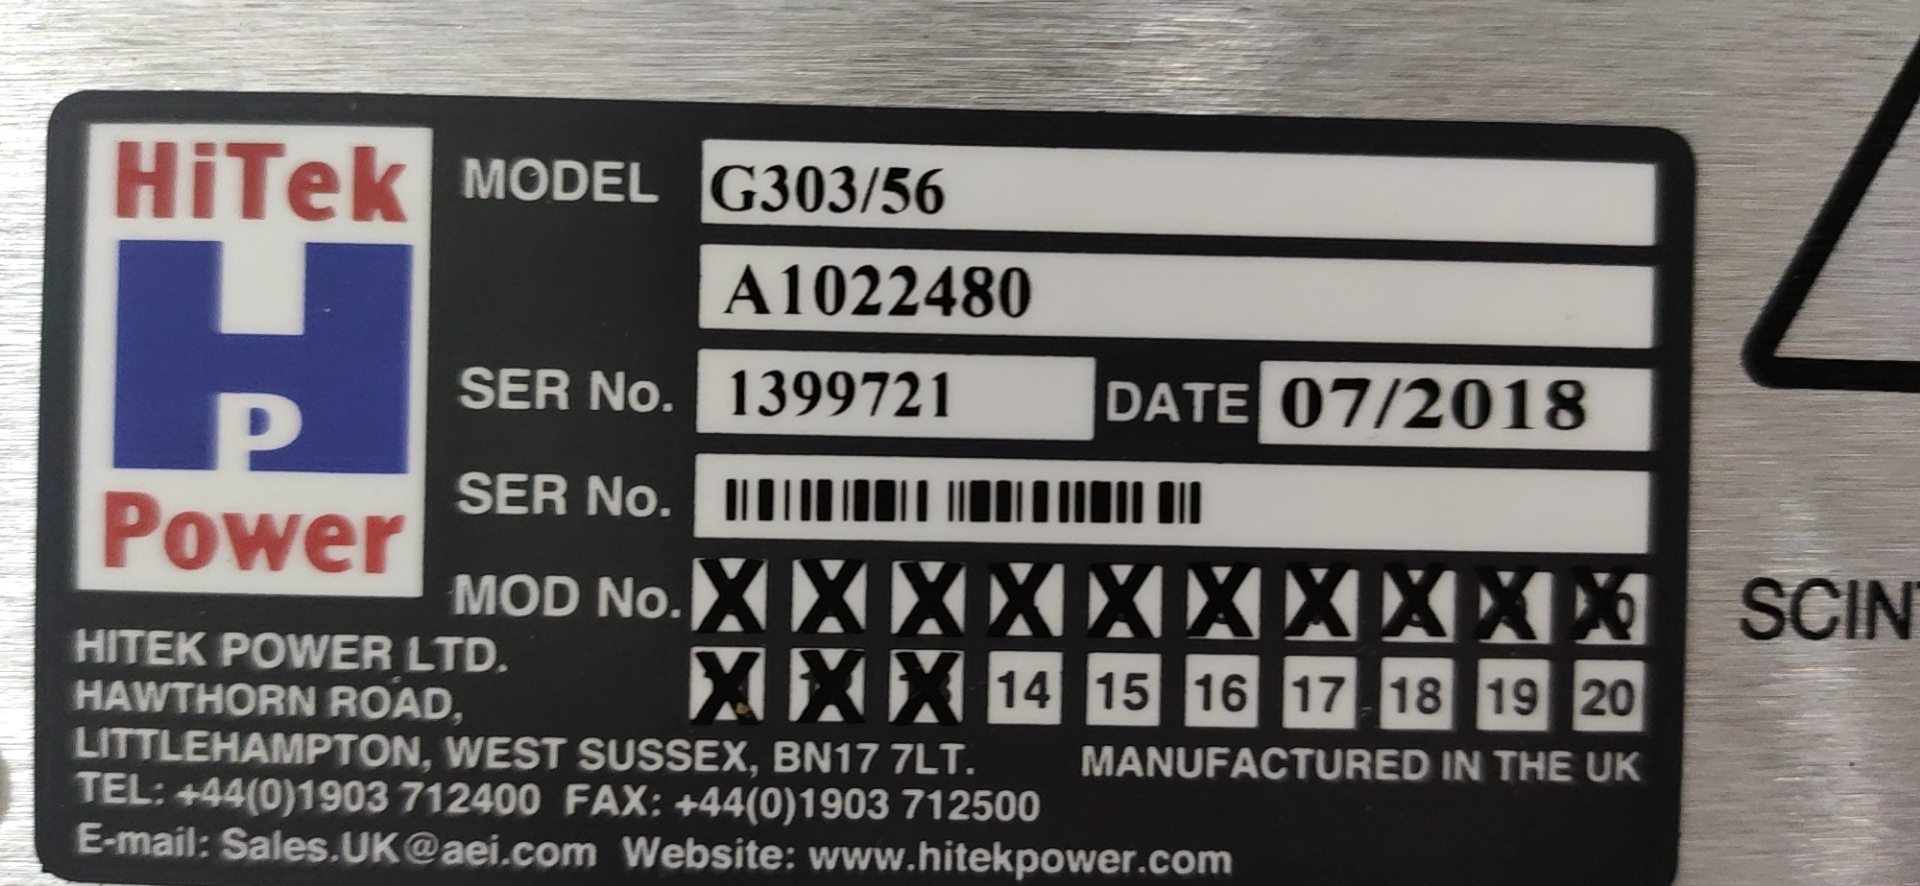 HiTek
HP
Power
MODEL G303/56
A1022480
SER No. 1399721 DATE 07/2018
SER No.
MOD No. X X X X X X X X X X
X X X 14 15 16 17 18 19 20
HITEK POWER LTD.
HAWTHORN ROAD,
LITTLEHAMPTON, WEST SUSSEX, BN17 7LT. MANUFACTURED IN THE UK
TEL: +44(0)1903 712400 FAX: +44(0)1903 712500
E-mail: Sales.UK@aei.com Website: www.hitekpower.com